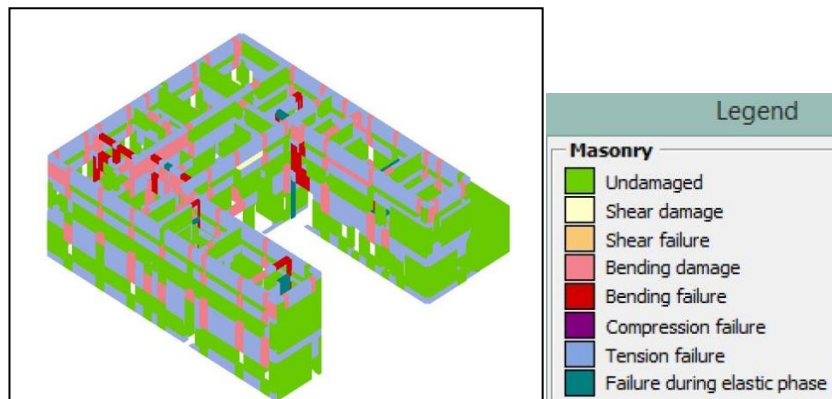 Legend
Masonry
Undamaged
Shear damage
Shear failure
Bending damage
Bending failure
Compression failure
Tension failure
Failure during elastic phase